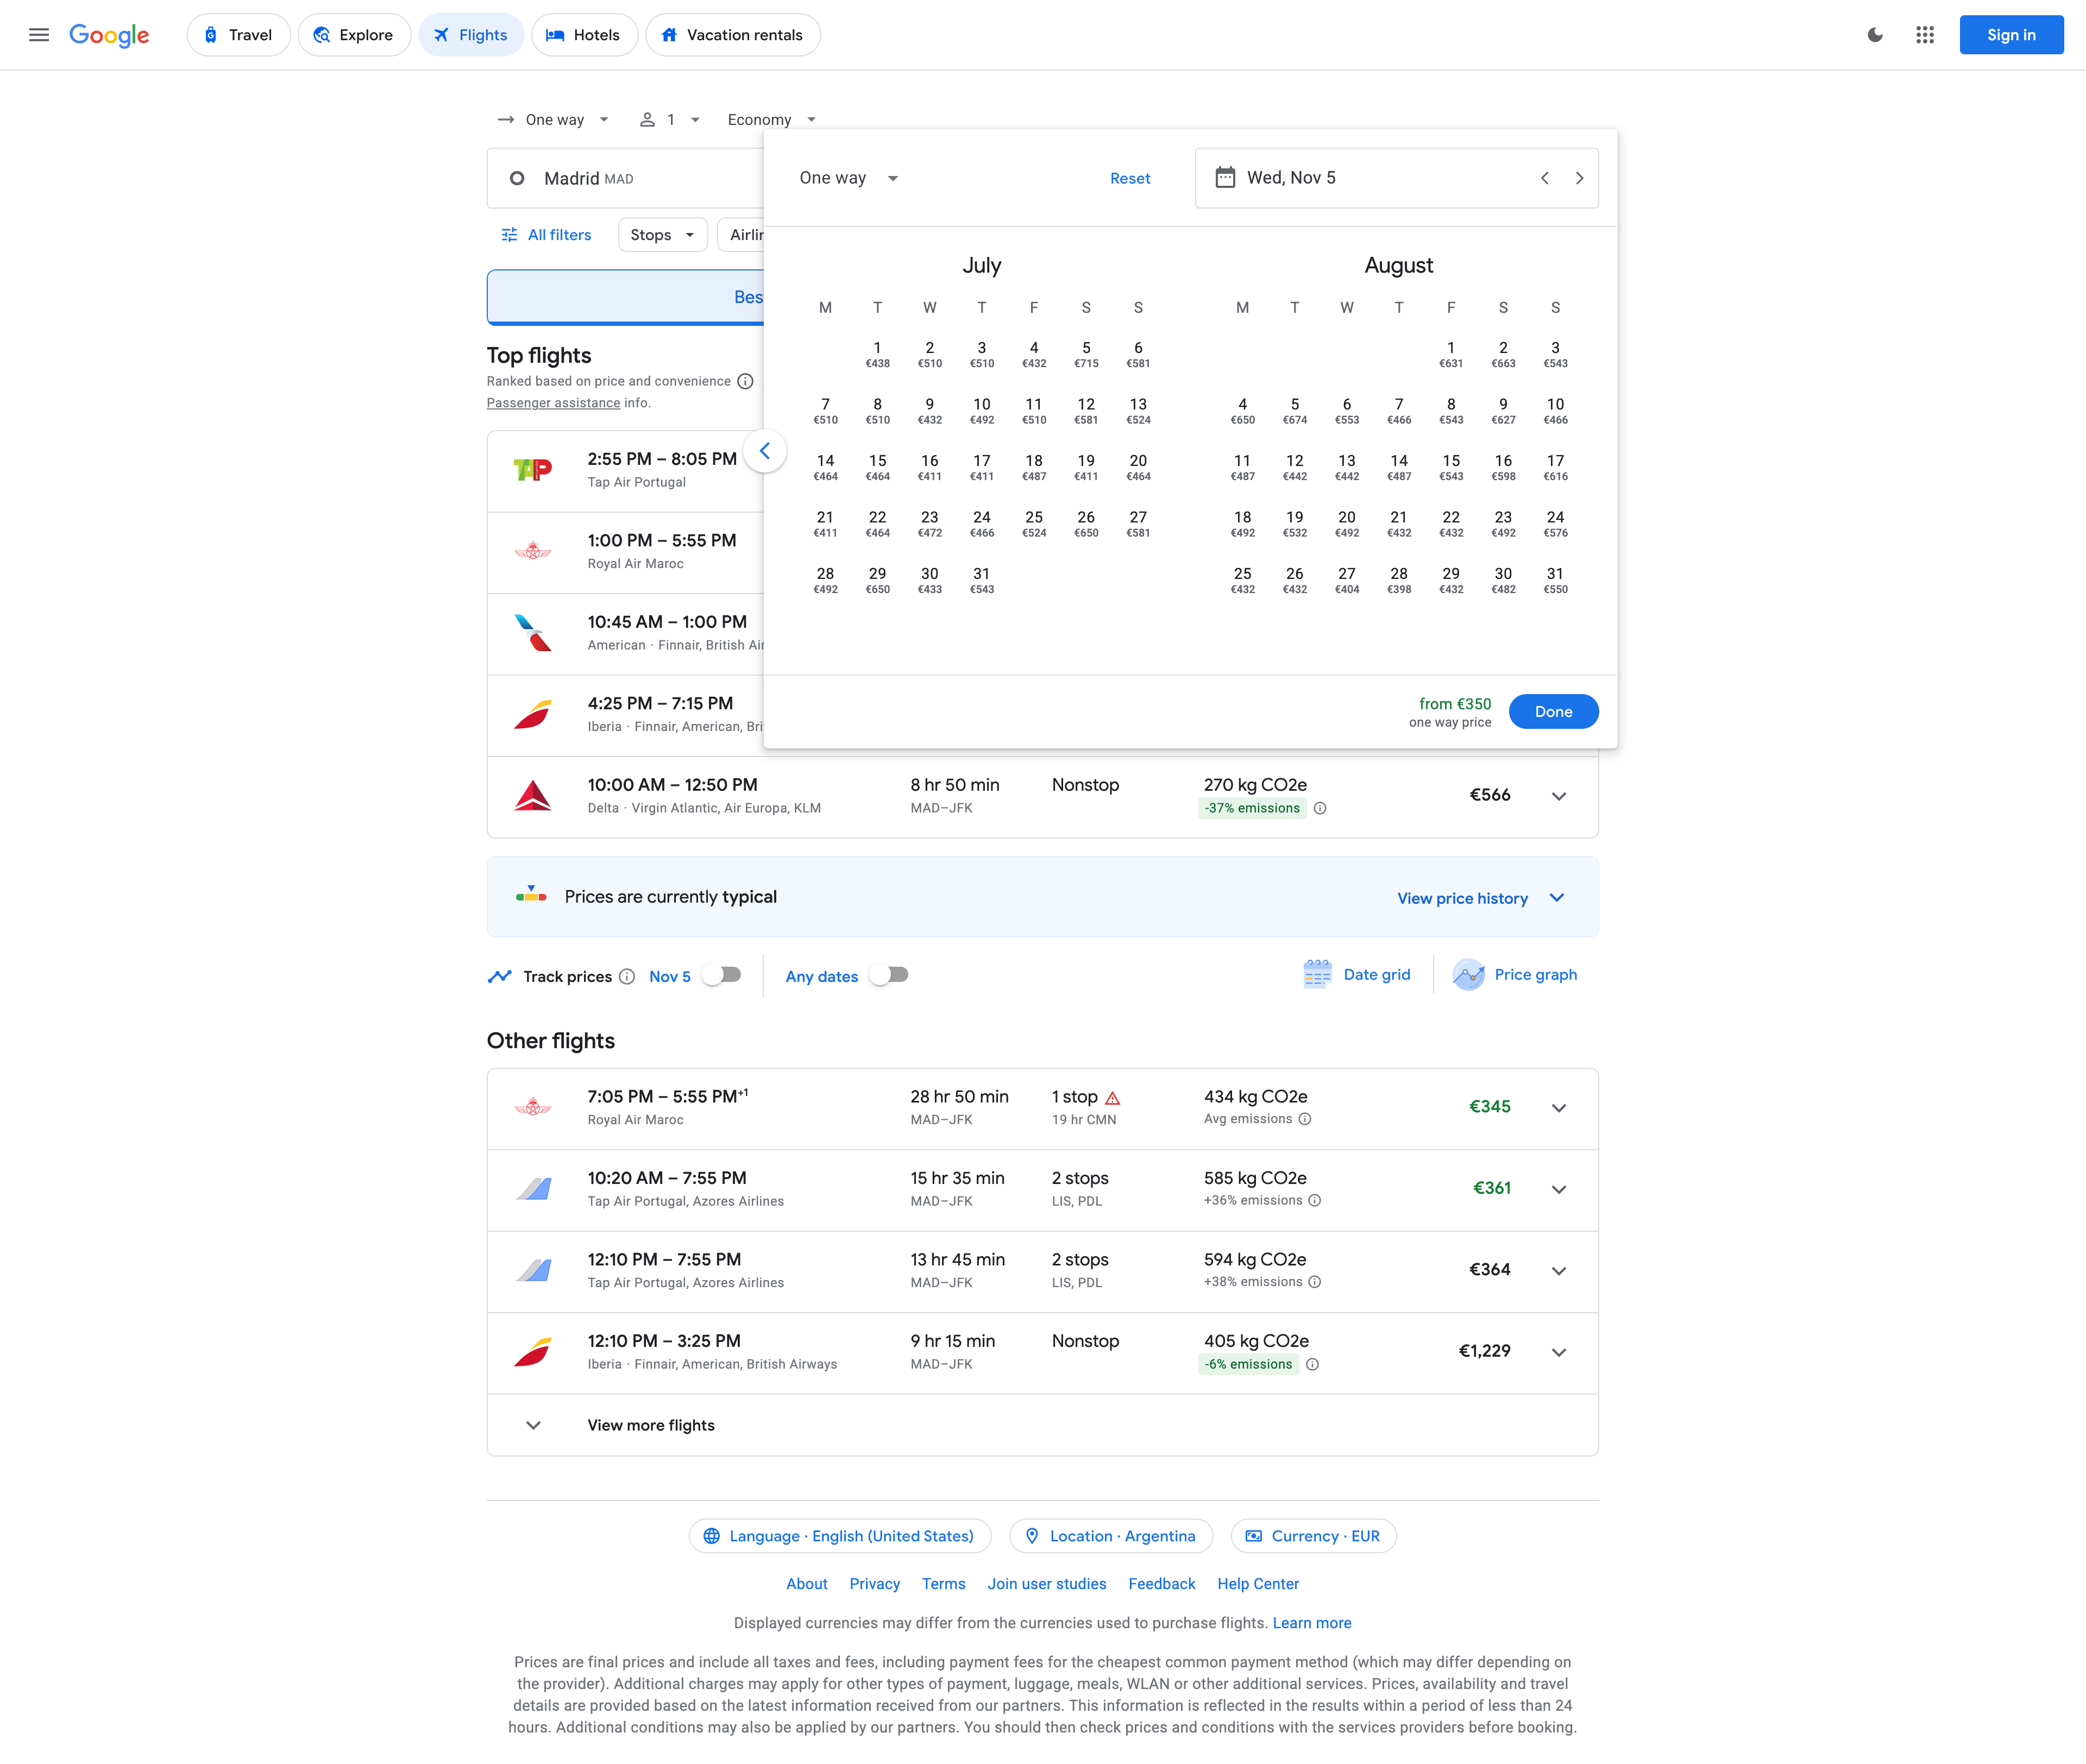 Google
Travel
Explore
Flights
Hotels
Vacation rentals
Sign in
One way
1
Economy
Madrid MAD
All filters
Stops
Airlin
Bes
One way
Reset
Wed, Nov 5
July
M T W T F S S
1 2 3 4 5 6
€438 €510 €510 €432 €715 €581
7 8 9 10 11 12 13
€510 €510 €432 €492 €510 €581 €524
14 15 16 17 18 19 20
€464 €464 €411 €411 €487 €411 €464
21 22 23 24 25 26 27
€411 €464 €472 €466 €524 €650 €581
28 29 30 31
€492 €650 €433 €543
August
M T W T F S S
1 2 3
€631 €663 €543
4 5 6 7 8 9 10
€650 €674 €553 €466 €543 €627 €466
11 12 13 14 15 16 17
€487 €442 €442 €487 €543 €598 €616
18 19 20 21 22 23 24
€492 €532 €492 €432 €432 €492 €576
25 26 27 28 29 30 31
€432 €432 €404 €398 €432 €482 €550
from €350
one way price
Done
Top flights
Ranked based on price and convenience
Passenger assistance info.
TAP
2:55 PM – 8:05 PM
Tap Air Portugal
1:00 PM – 5:55 PM
Royal Air Maroc
10:45 AM – 1:00 PM
American · Finnair, British Air
4:25 PM – 7:15 PM
Iberia · Finnair, American, Bri
10:00 AM – 12:50 PM 8 hr 50 min Nonstop 270 kg CO2e €566
Delta · Virgin Atlantic, Air Europa, KLM MAD–JFK -37% emissions
Prices are currently typical
View price history
Track prices Nov 5 Any dates
Date grid
Price graph
Other flights
7:05 PM – 5:55 PM+1 28 hr 50 min 1 stop 434 kg CO2e €345
Royal Air Maroc MAD–JFK 19 hr CMN Avg emissions
10:20 AM – 7:55 PM 15 hr 35 min 2 stops 585 kg CO2e €361
Tap Air Portugal, Azores Airlines MAD–JFK LIS, PDL +36% emissions
12:10 PM – 7:55 PM 13 hr 45 min 2 stops 594 kg CO2e €364
Tap Air Portugal, Azores Airlines MAD–JFK LIS, PDL +38% emissions
12:10 PM – 3:25 PM 9 hr 15 min Nonstop 405 kg CO2e €1,229
Iberia · Finnair, American, British Airways MAD–JFK -6% emissions
View more flights
Language · English (United States)
Location · Argentina
Currency · EUR
About Privacy Terms Join user studies Feedback Help Center
Displayed currencies may differ from the currencies used to purchase flights. Learn more
Prices are final prices and include all taxes and fees, including payment fees for the cheapest common payment method (which may differ depending on
the provider). Additional charges may apply for other types of payment, luggage, meals, WLAN or other additional services. Prices, availability and travel
details are provided based on the latest information received from our partners. This information is reflected in the results within a period of less than 24
hours. Additional conditions may also be applied by our partners. You should then check prices and conditions with the services providers before booking.